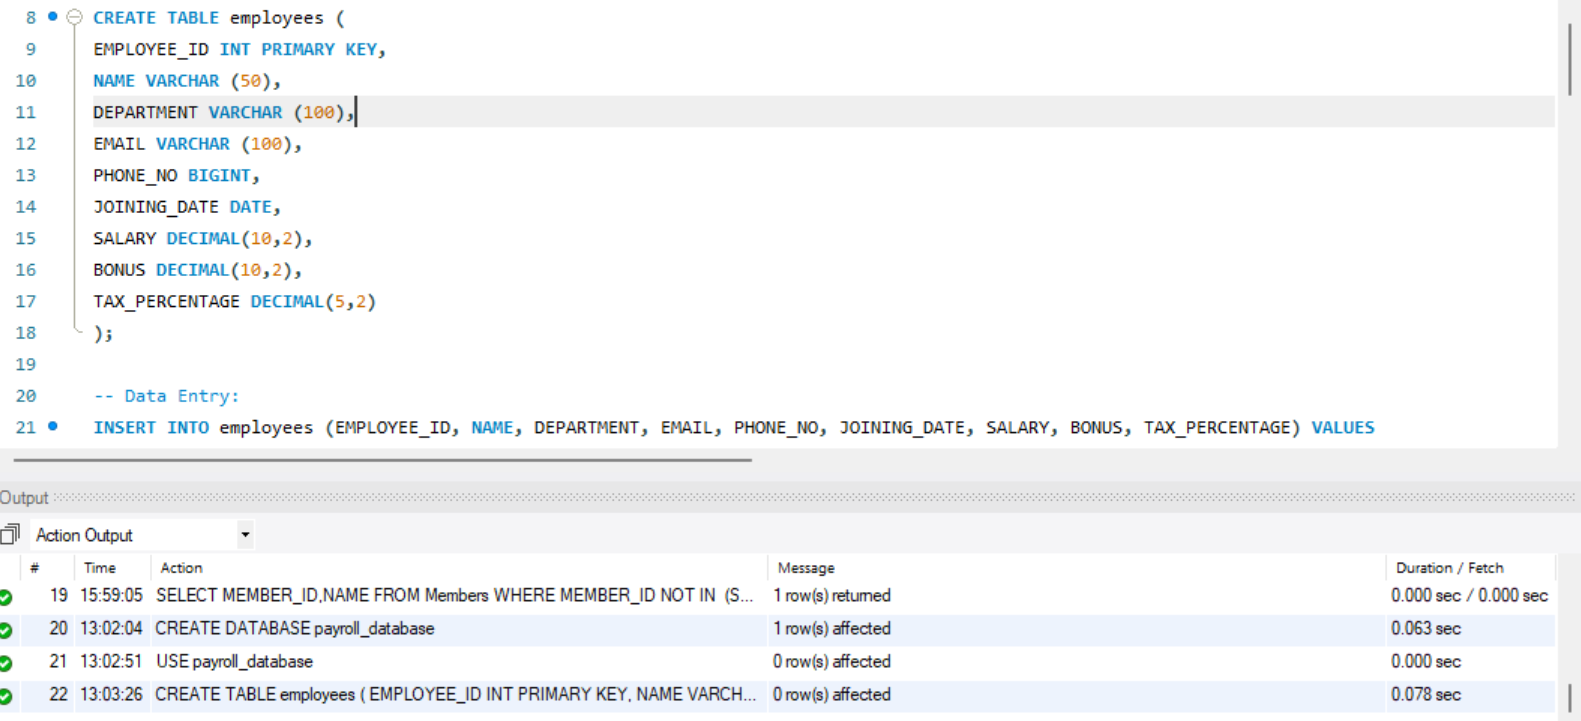 8 CREATE TABLE employees (
9 EMPLOYEE_ID INT PRIMARY KEY,
10 NAME VARCHAR (50),
11 DEPARTMENT VARCHAR (100),
12 EMAIL VARCHAR (100),
13 PHONE_NO BIGINT,
14 JOINING_DATE DATE,
15 SALARY DECIMAL(10,2),
16 BONUS DECIMAL(10,2),
17 TAX_PERCENTAGE DECIMAL(5,2)
18 );
19
20 -- Data Entry:
21 INSERT INTO employees (EMPLOYEE_ID, NAME, DEPARTMENT, EMAIL, PHONE_NO, JOINING_DATE, SALARY, BONUS, TAX_PERCENTAGE) VALUES
Output
Action Output
# Time Action Message Duration / Fetch
19 15:59:05 SELECT MEMBER_ID,NAME FROM Members WHERE MEMBER_ID NOT IN (S... 1 row(s) returned 0.000 sec / 0.000 sec
20 13:02:04 CREATE DATABASE payroll_database 1 row(s) affected 0.063 sec
21 13:02:51 USE payroll_database 0 row(s) affected 0.000 sec
22 13:03:26 CREATE TABLE employees ( EMPLOYEE_ID INT PRIMARY KEY, NAME VARCH... 0 row(s) affected 0.078 sec